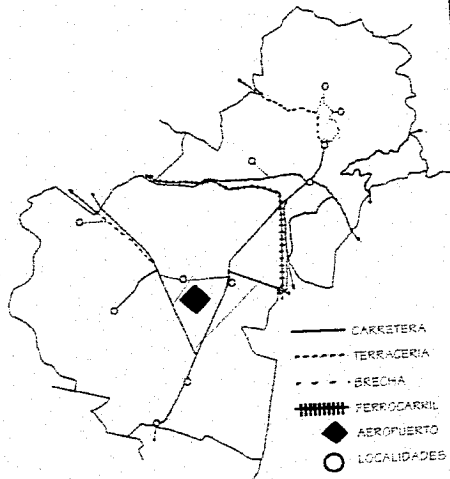 CARRETERA
TERRACERIA
BRECHA
FERROCARRIL
AEROPUERTO
LOCALIDADES